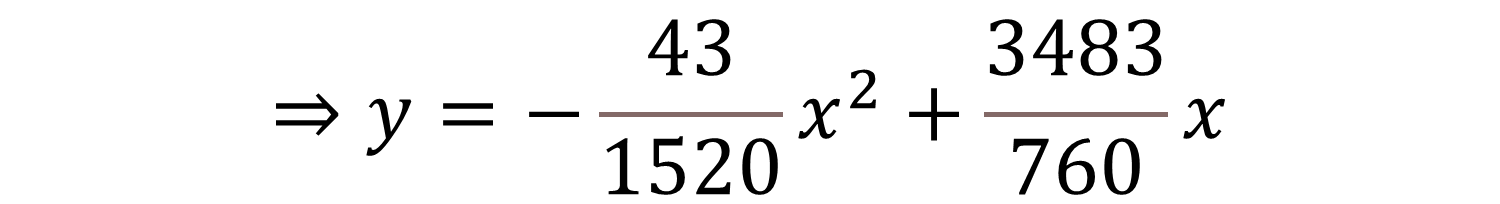 ⇒ y = − 43/1520 x² + 3483/760 x